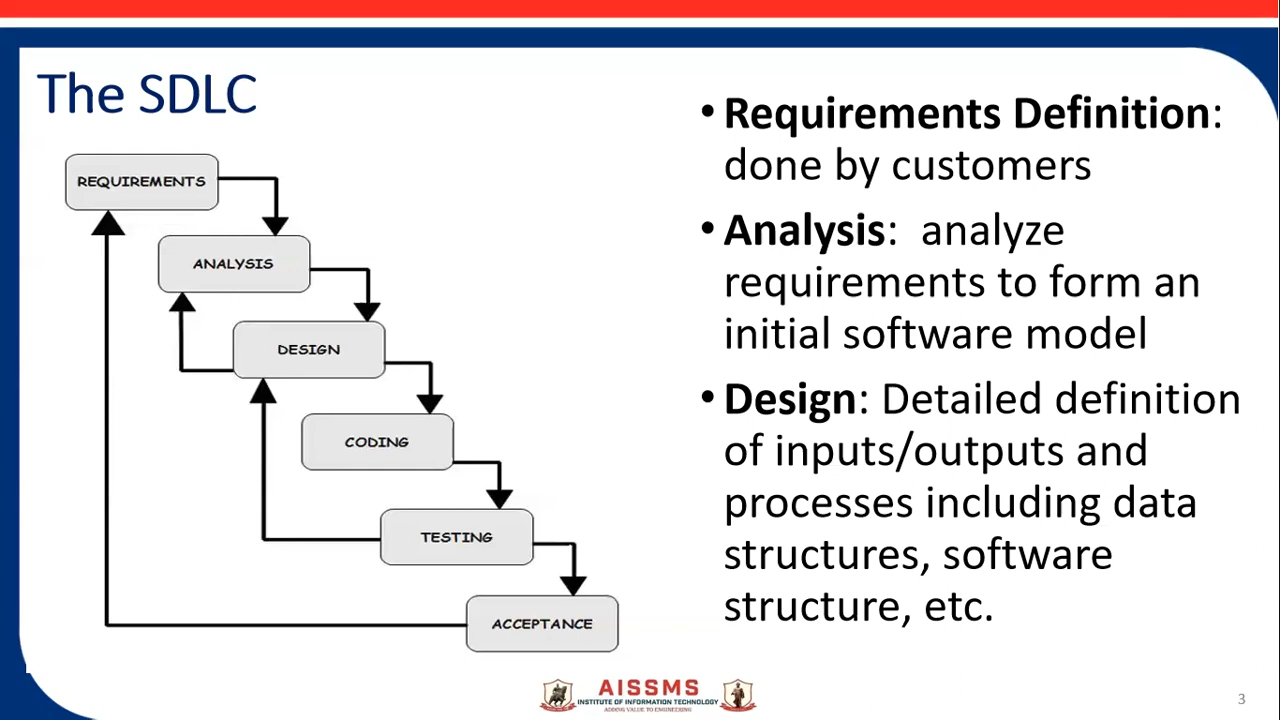 The SDLC
REQUIREMENTS
ANALYSIS
DESIGN
CODING
TESTING
ACCEPTANCE
• Requirements Definition:
done by customers
• Analysis:  analyze
requirements to form an
initial software model
• Design: Detailed definition
of inputs/outputs and
processes including data
structures, software
structure, etc.
AISSMS
INSTITUTE OF INFORMATION TECHNOLOGY
ADDING VALUE TO ENGINEERING
3